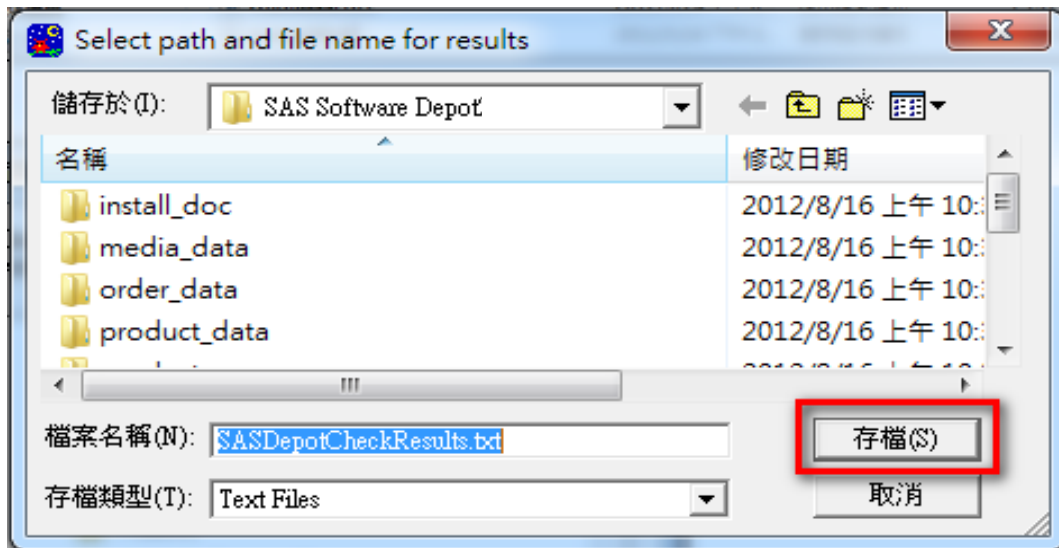 Select path and file name for results
儲存於(I): SAS Software Depot
名稱 修改日期
install_doc 2012/8/16 上午 10:
media_data 2012/8/16 上午 10:
order_data 2012/8/16 上午 10:
product_data 2012/8/16 上午 10:
檔案名稱(N): SASDepotCheckResults.txt 存檔(S)
存檔類型(T): Text Files 取消